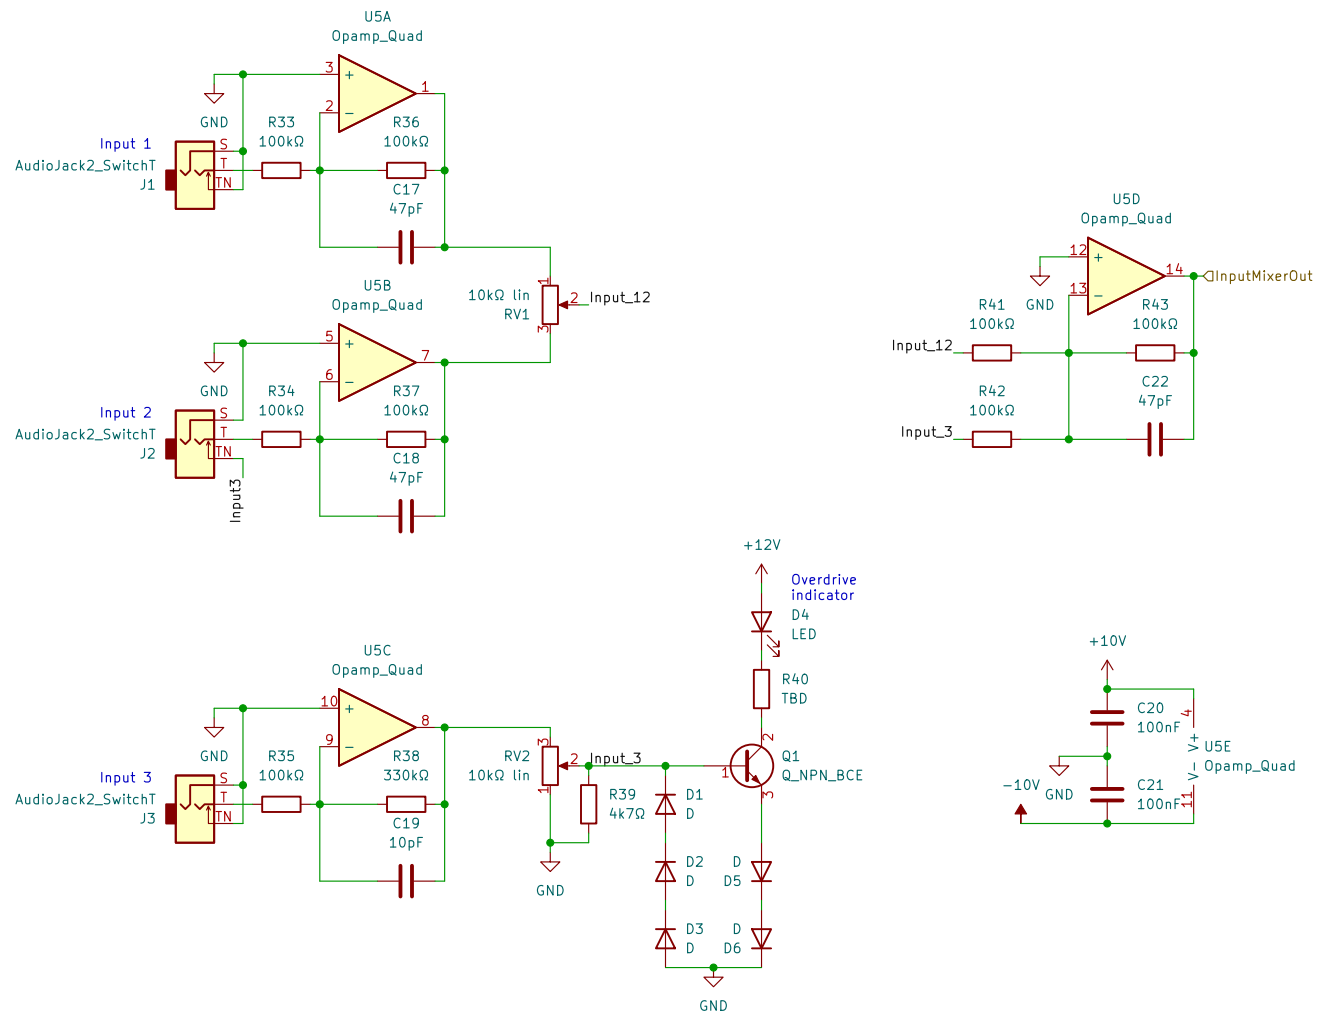 U5A
Opamp_Quad
3
+
1
2
−
GND
Input 1
AudioJack2_SwitchT
J1
S
T
TN
R33
100kΩ
R36
100kΩ
C17
47pF
U5B
Opamp_Quad
5
+
7
6
−
GND
Input 2
AudioJack2_SwitchT
J2
S
T
TN
Input3
R34
100kΩ
R37
100kΩ
C18
47pF
10kΩ lin
RV1
1
2
3
Input_12
U5D
Opamp_Quad
12
+
14
13
−
GND
InputMixerOut
Input_12
R41
100kΩ
R43
100kΩ
Input_3
R42
100kΩ
C22
47pF
U5C
Opamp_Quad
10
+
8
9
−
GND
Input 3
AudioJack2_SwitchT
J3
S
T
TN
R35
100kΩ
R38
330kΩ
C19
10pF
RV2
10kΩ lin
3
2
1
Input_3
R39
4k7Ω
GND
+12V
Overdrive
indicator
D4
LED
R40
TBD
2
1
3
Q1
Q_NPN_BCE
D1
D
D2
D
D3
D
D
D5
D
D6
GND
+10V
C20
100nF
C21
100nF
GND
−10V
4
V+
V−
11
U5E
Opamp_Quad